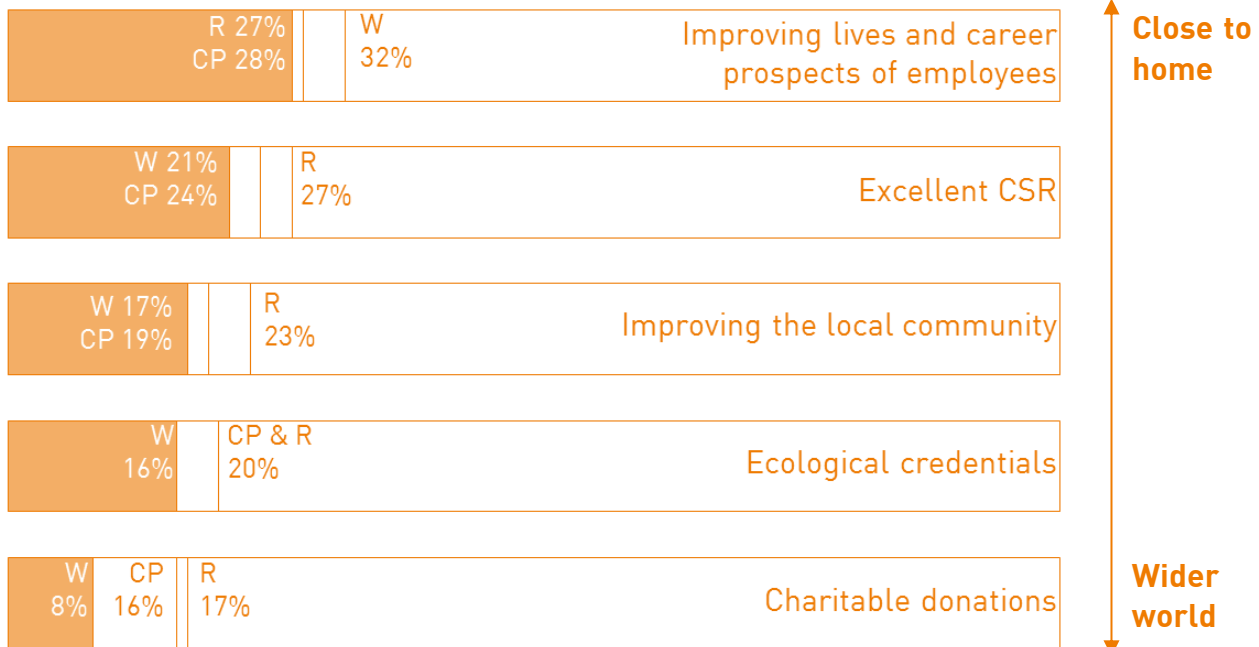 R 27%
CP 28%
W
32%
Improving lives and career
prospects of employees
Close to
home
W 21%
CP 24%
R
27%
Excellent CSR
W 17%
CP 19%
R
23%
Improving the local community
W
16%
CP & R
20%
Ecological credentials
W
8%
CP
16%
R
17%
Charitable donations
Wider
world